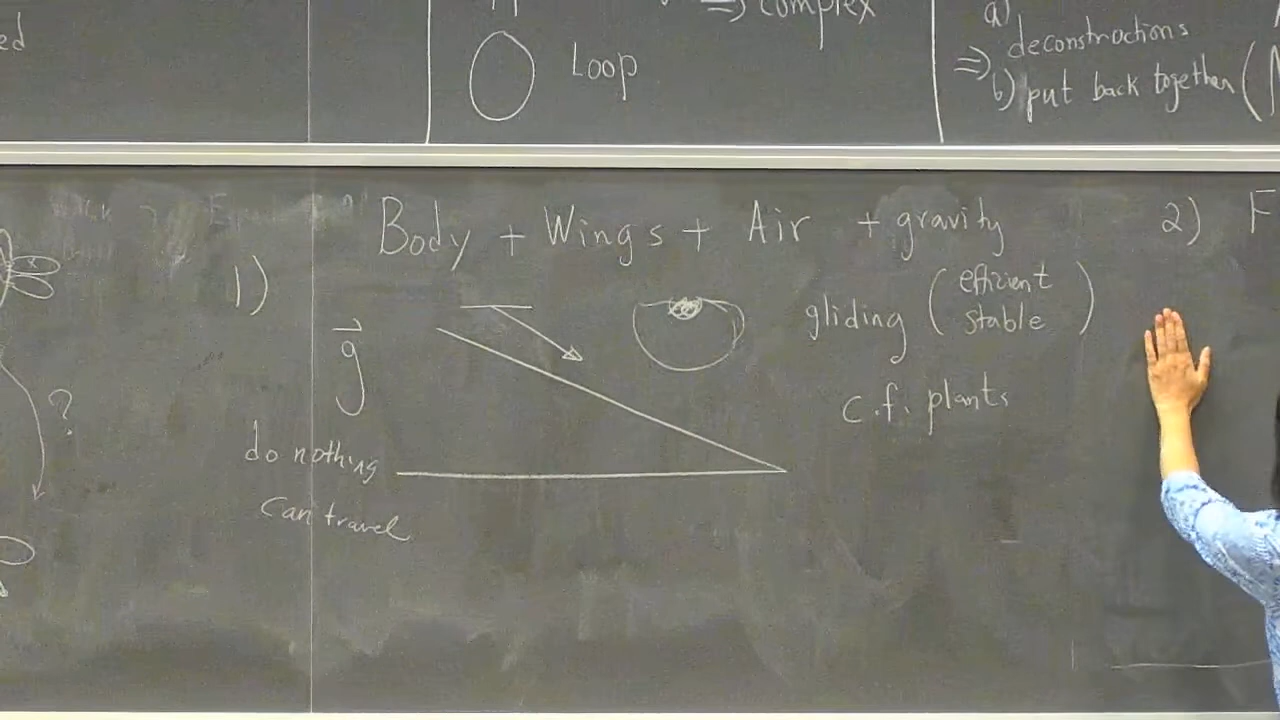 ed
=> complex
Loop
a)
deconstructions
=>
b) put back together (
Body + Wings + Air + gravity
1)
2) F
g
gliding (efficient stable)
c.f. plants
?
do nothing
can travel